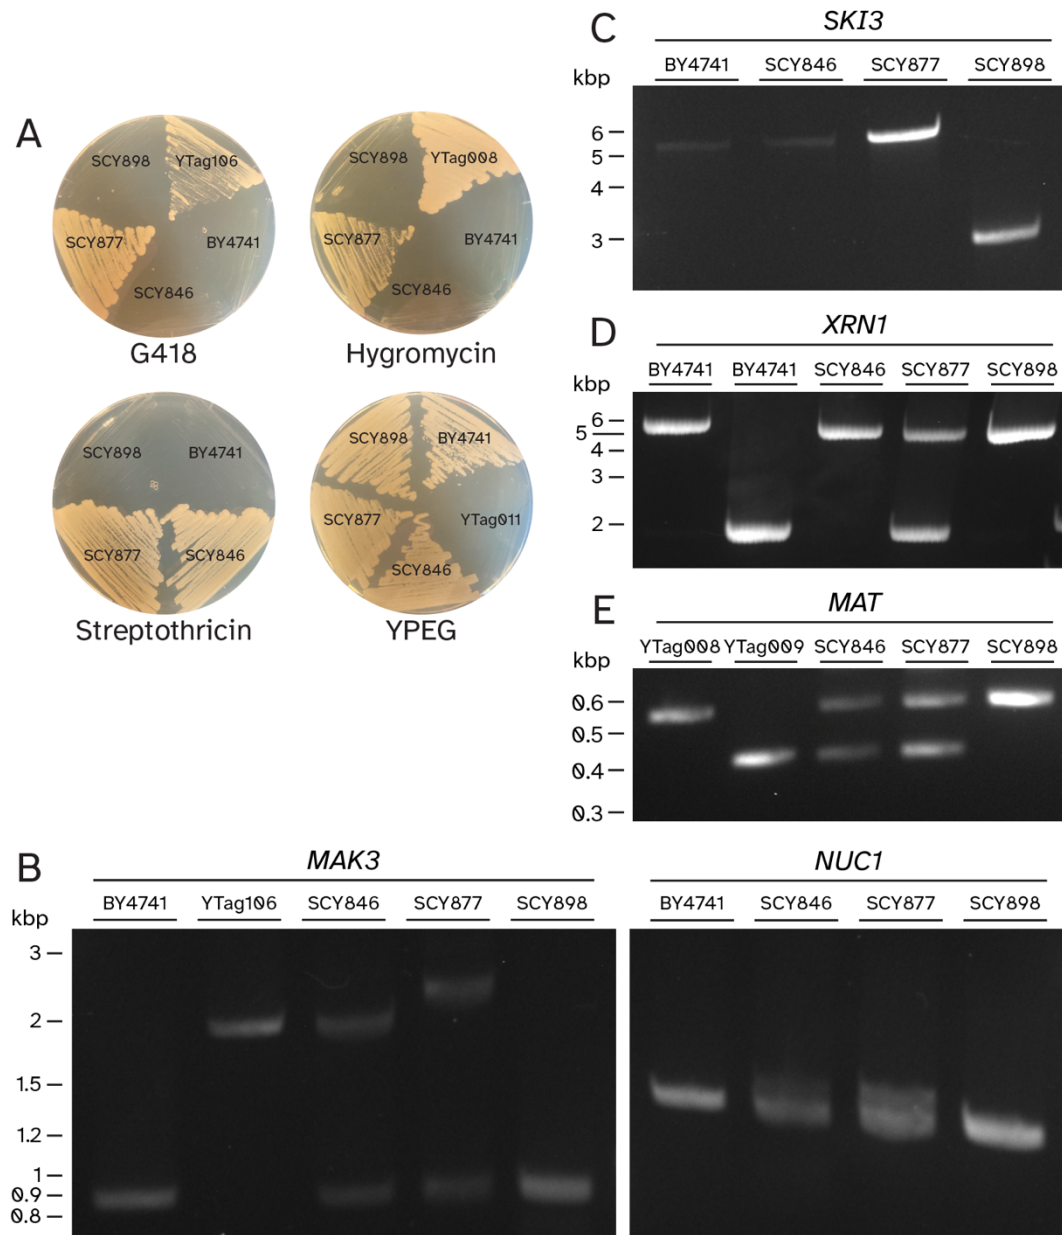 A
SCY898
YTag106
SCY877
BY4741
SCY846
G418
SCY898
YTag008
SCY877
BY4741
SCY846
Hygromycin
SCY898
BY4741
SCY877
SCY846
Streptothricin
SCY898
BY4741
SCY877
YTag011
SCY846
YPEG
C
SKI3
BY4741 SCY846 SCY877 SCY898
kbp
6
5
4
3
D
XRN1
BY4741 BY4741 SCY846 SCY877 SCY898
kbp
6
5
4
3
2
E
MAT
YTag008 YTag009 SCY846 SCY877 SCY898
kbp
0.6
0.5
0.4
0.3
B
MAK3
BY4741 YTag106 SCY846 SCY877 SCY898
kbp
3
2
1.5
1.2
1
0.9
0.8
NUC1
BY4741 SCY846 SCY877 SCY898